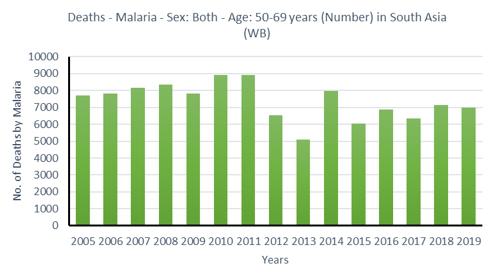 Deaths - Malaria - Sex: Both - Age: 50-69 years (Number) in South Asia
(WB)
No. of Deaths by Malaria
10000
9000
8000
7000
6000
5000
4000
3000
2000
1000
0
2005 2006 2007 2008 2009 2010 2011 2012 2013 2014 2015 2016 2017 2018 2019
Years